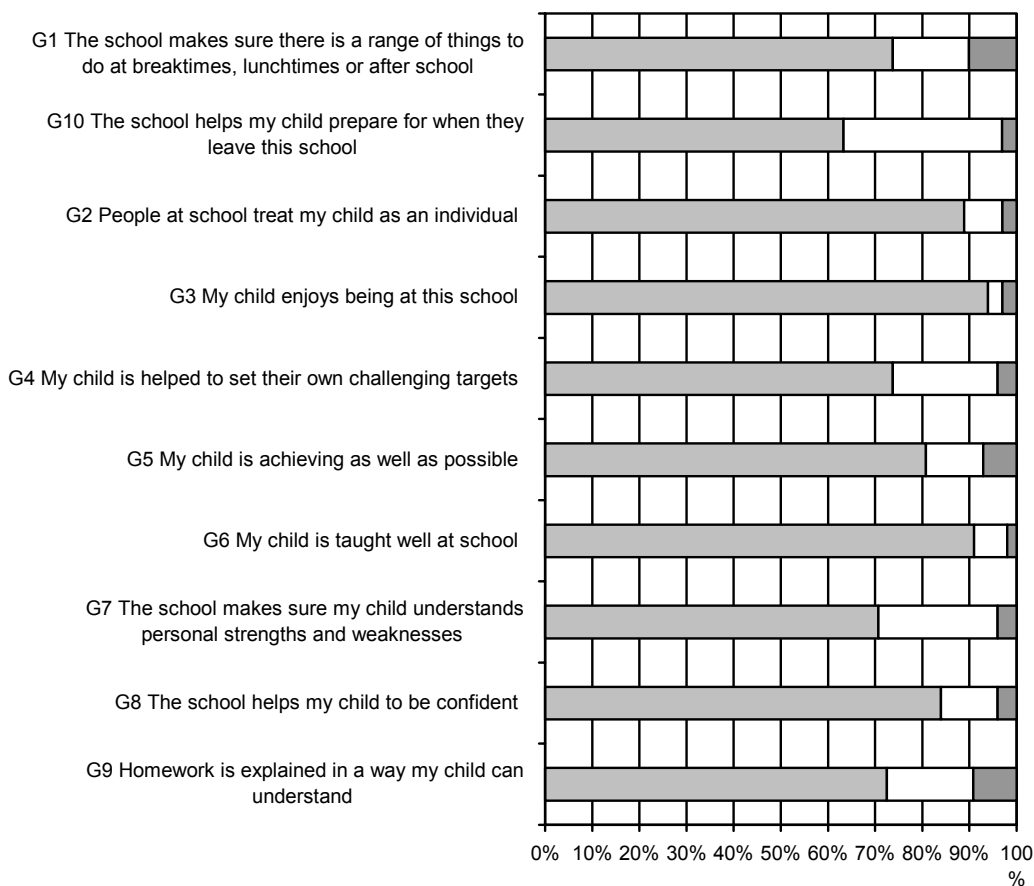 G1 The school makes sure there is a range of things to
do at breaktimes, lunchtimes or after school
G10 The school helps my child prepare for when they
leave this school
G2 People at school treat my child as an individual
G3 My child enjoys being at this school
G4 My child is helped to set their own challenging targets
G5 My child is achieving as well as possible
G6 My child is taught well at school
G7 The school makes sure my child understands
personal strengths and weaknesses
G8 The school helps my child to be confident
G9 Homework is explained in a way my child can
understand
0% 10% 20% 30% 40% 50% 60% 70% 80% 90% 100
%